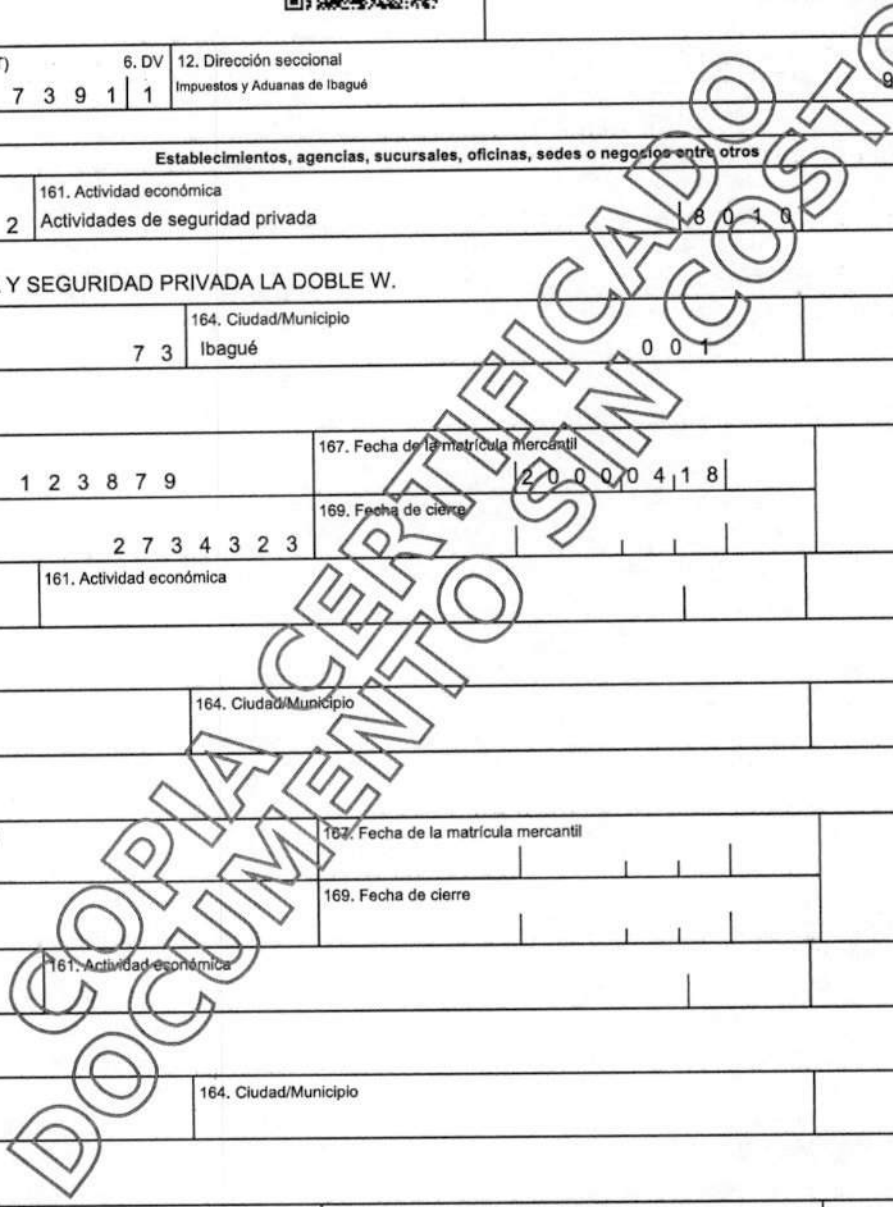 6. DV 12. Dirección seccional
7 3 9 1 1 Impuestos y Aduanas de Ibagué
Establecimientos, agencias, sucursales, oficinas, sedes o negocios entre otros
161. Actividad económica
2 Actividades de seguridad privada 8 0 1 0
Y SEGURIDAD PRIVADA LA DOBLE W.
164. Ciudad/Municipio
7 3 Ibagué 0 0 1
167. Fecha de la matrícula mercantil
1 2 3 8 7 9 2 0 0 0 0 4 1 8
169. Fecha de cierre
2 7 3 4 3 2 3
161. Actividad económica
164. Ciudad/Municipio
167. Fecha de la matrícula mercantil
169. Fecha de cierre
161. Actividad económica
164. Ciudad/Municipio
COPIA CERTIFICADO
DOCUMENTO SIN COSTO